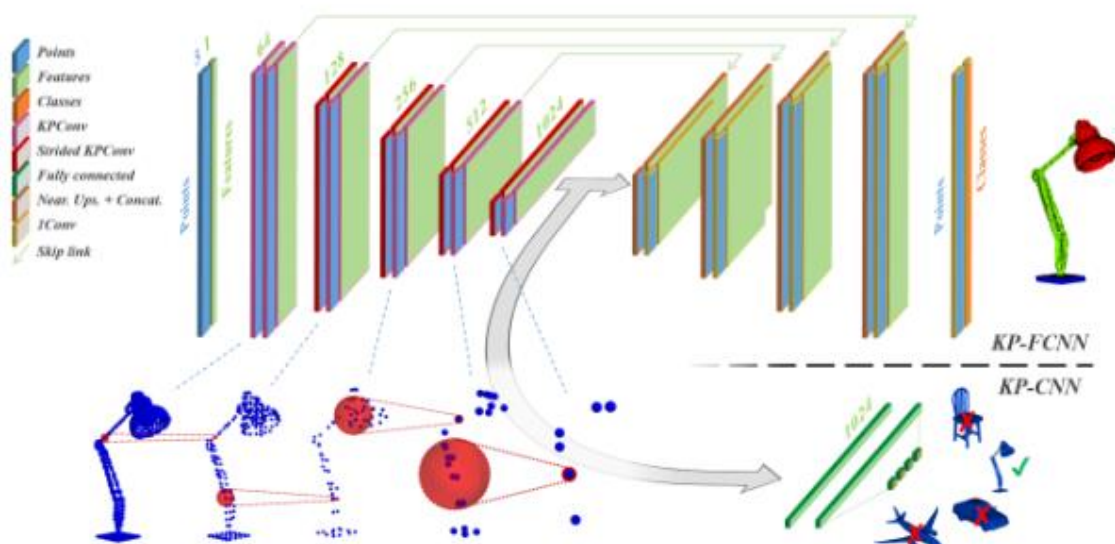 Points
Features
Classes
KPConv
Strided KPConv
Fully connected
Near. Ups. + Concat.
1Conv
Skip link
3 1
64
128
256
512
1024
Points
Features
Points
Classes
KP-FCNN
KP-CNN
1024